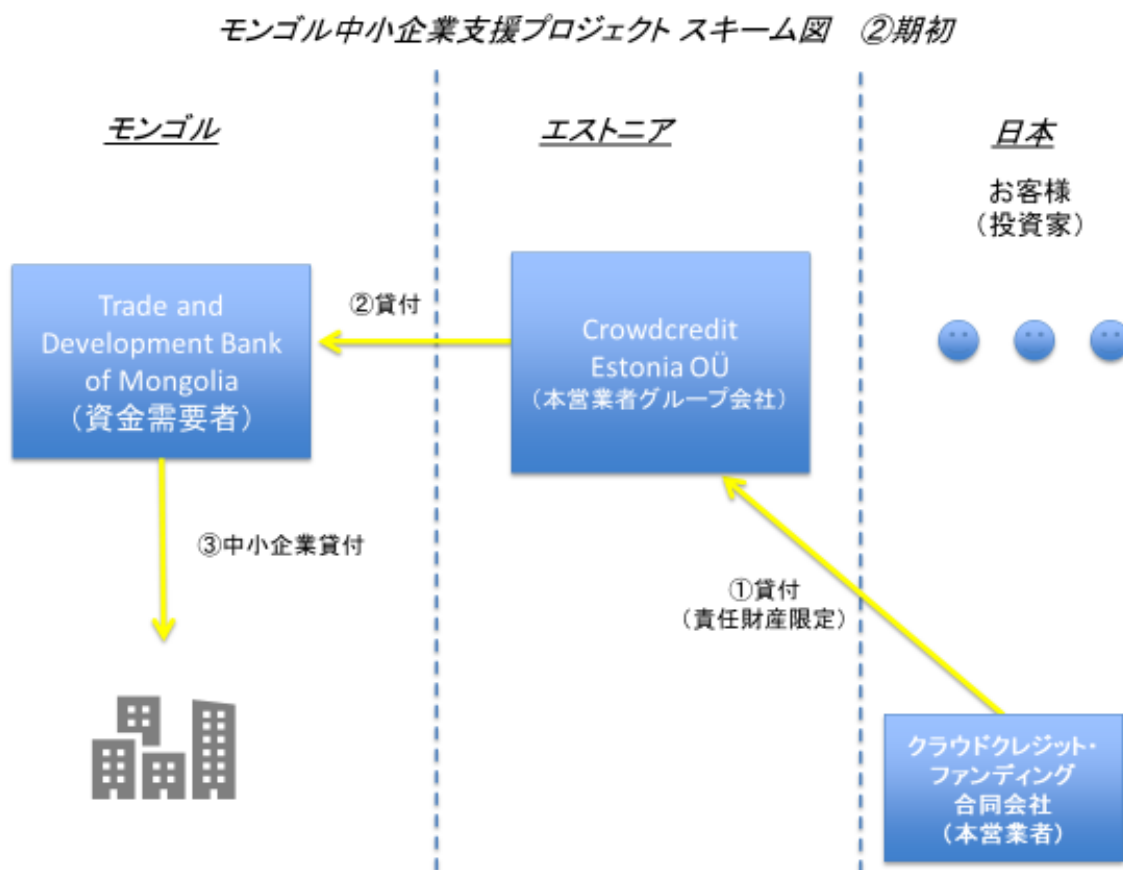 モンゴル中小企業支援プロジェクト スキーム図　②期初
モンゴル
エストニア
日本
お客様
（投資家）
Trade and
Development Bank
of Mongolia
（資金需要者）
②貸付
Crowdcredit
Estonia OÜ
（本営業者グループ会社）
③中小企業貸付
①貸付
（責任財産限定）
クラウドクレジット・
ファンディング
合同会社
（本営業者）